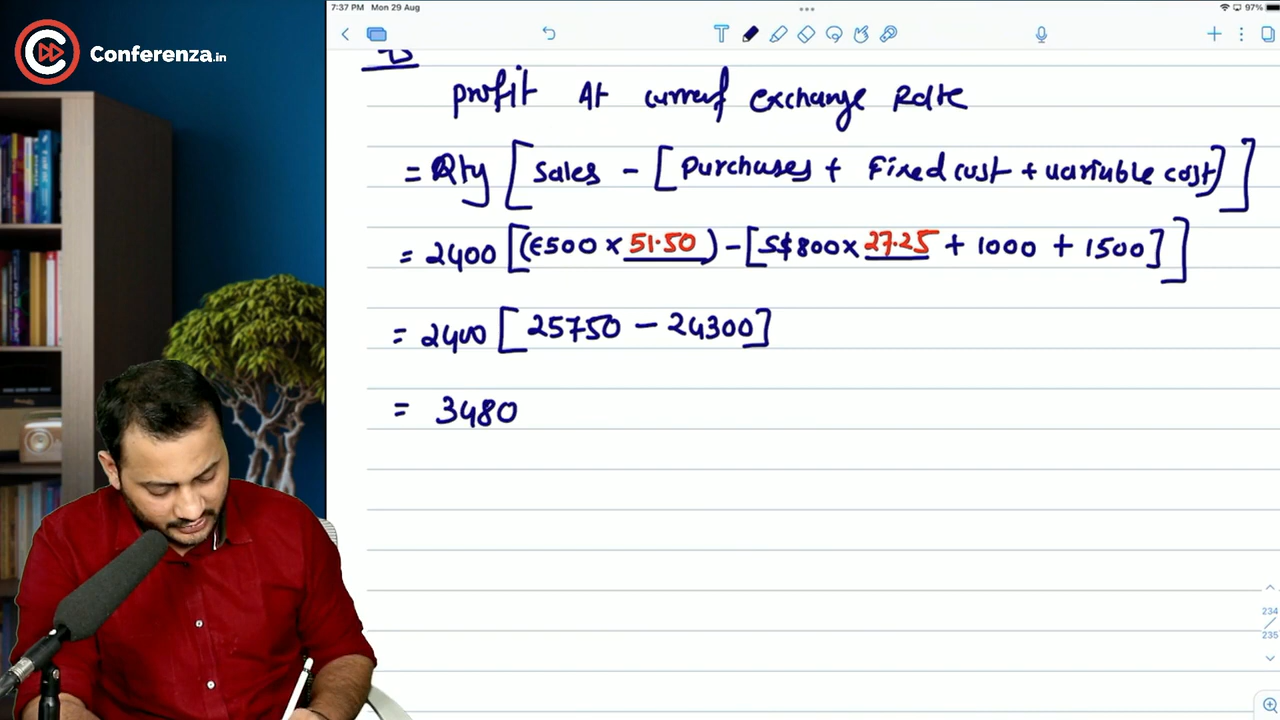 7:37 PM Mon 29 Aug
97%
Conferenza.in
T
Profit At current exchange Rate
= Qty [Sales - [Purchases + Fixed cost + variable cost]]
= 2400 [(€500 × 51.50) - [S$800× 27.25 + 1000 + 1500]]
= 2400 [25750 - 24300]
= 3480
234
235